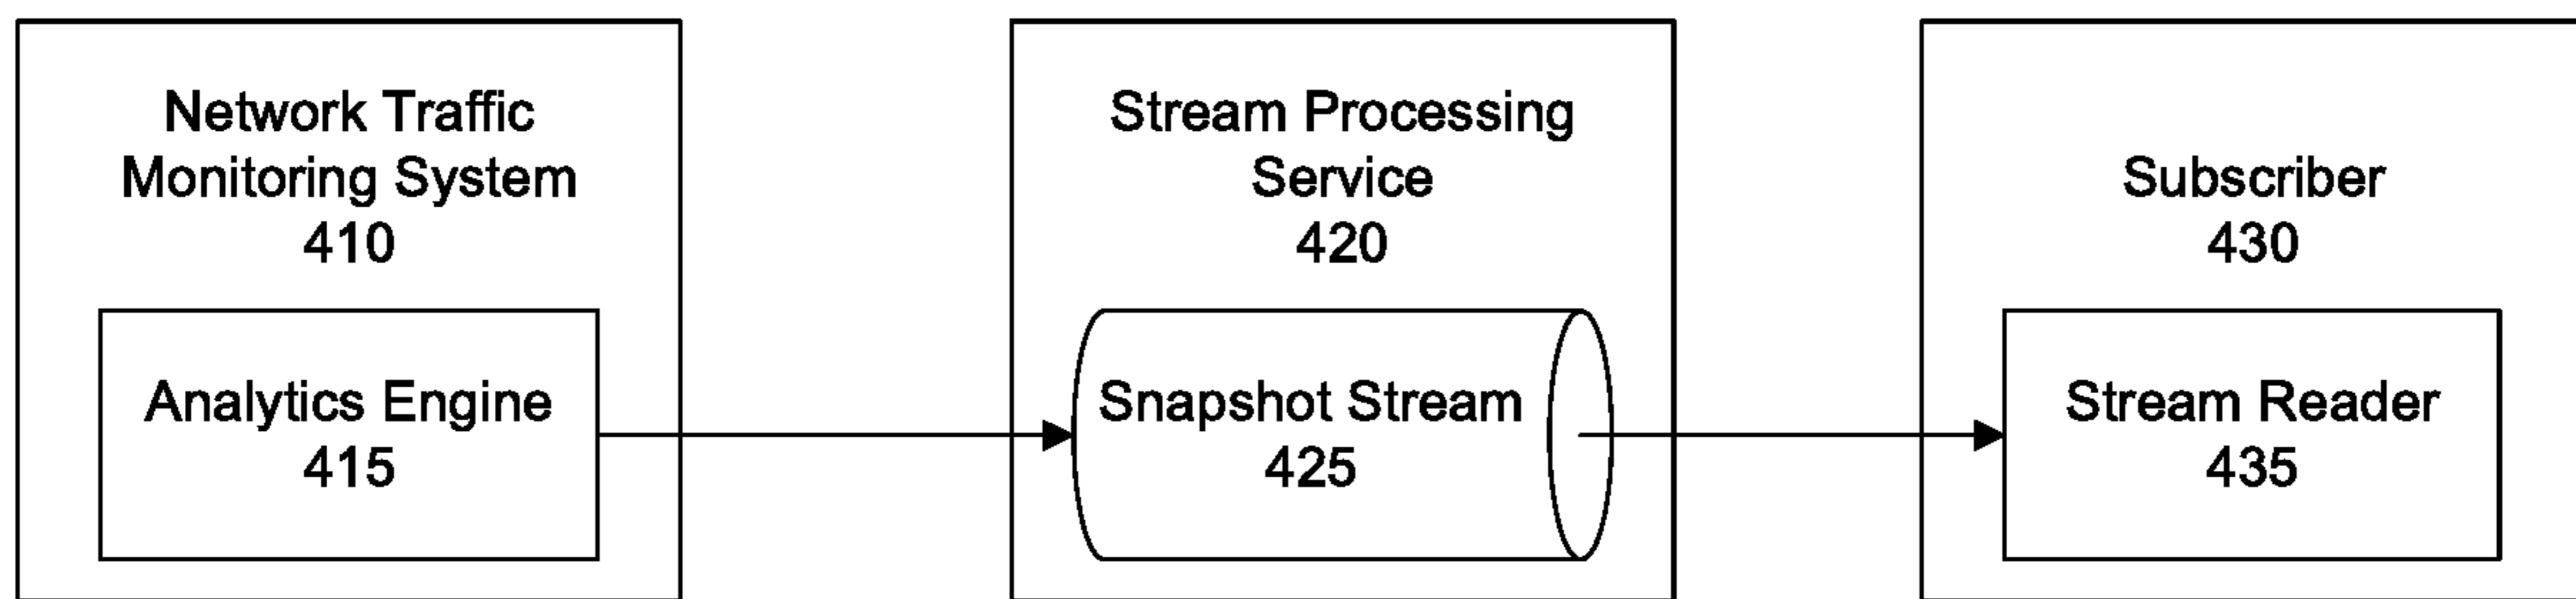 Network Traffic
Monitoring System
410
Analytics Engine
415
Stream Processing
Service
420
Snapshot Stream
425
Subscriber
430
Stream Reader
435